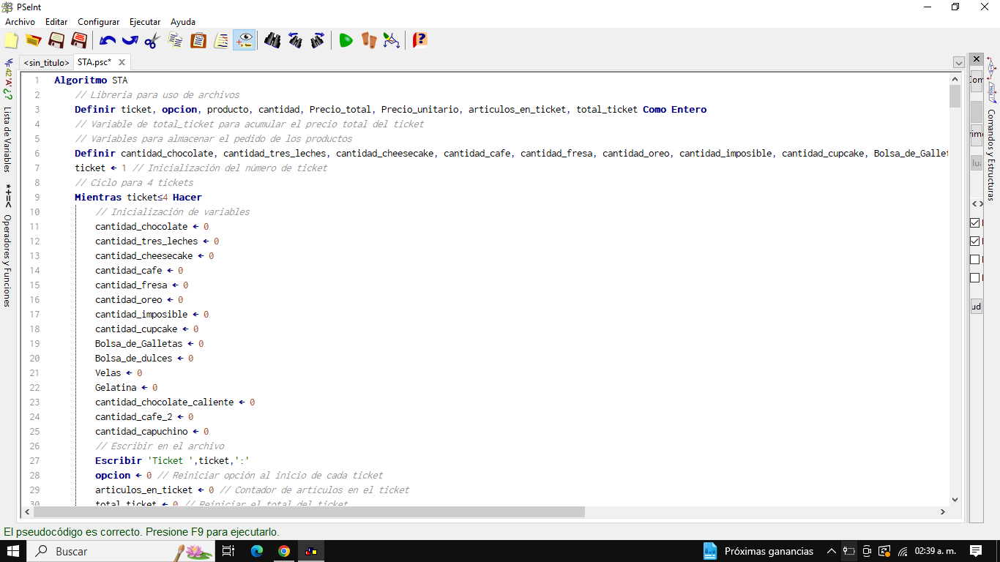 PSeInt
Archivo Editar Configurar Ejecutar Ayuda
<sin_titulo> STA.psc*
Lista de Variables
Operadores y Funciones
Comandos y Estructuras
1 Algoritmo STA
2 // Libreria para uso de archivos
3 Definir ticket, opcion, producto, cantidad, Precio_total, Precio_unitario, articulos_en_ticket, total_ticket Como Entero
4 // Variable de total_ticket para acumular el precio total del ticket
5 // Variables para almacenar el pedido de los productos
6 Definir cantidad_chocolate, cantidad_tres_leches, cantidad_cheesecake, cantidad_cafe, cantidad_fresa, cantidad_oreo, cantidad_imposible, cantidad_cupcake, Bolsa_de_Gallet
7 ticket ← 1 // Inicialización del número de ticket
8 // Ciclo para 4 tickets
9 Mientras ticket≤4 Hacer
10 // Inicialización de variables
11 cantidad_chocolate ← 0
12 cantidad_tres_leches ← 0
13 cantidad_cheesecake ← 0
14 cantidad_cafe ← 0
15 cantidad_fresa ← 0
16 cantidad_oreo ← 0
17 cantidad_imposible ← 0
18 cantidad_cupcake ← 0
19 Bolsa_de_Galletas ← 0
20 Bolsa_de_dulces ← 0
21 Velas ← 0
22 Gelatina ← 0
23 cantidad_chocolate_caliente ← 0
24 cantidad_cafe_2 ← 0
25 cantidad_capuchino ← 0
26 // Escribir en el archivo
27 Escribir 'Ticket ',ticket,':'
28 opcion ← 0 // Reiniciar opción al inicio de cada ticket
29 articulos_en_ticket ← 0 // Contador de artículos en el ticket
30 total_ticket ← 0 // Reiniciar el total del ticket
El pseudocódigo es correcto. Presione F9 para ejecutarlo.
Buscar
Próximas ganancias
02:39 a. m.